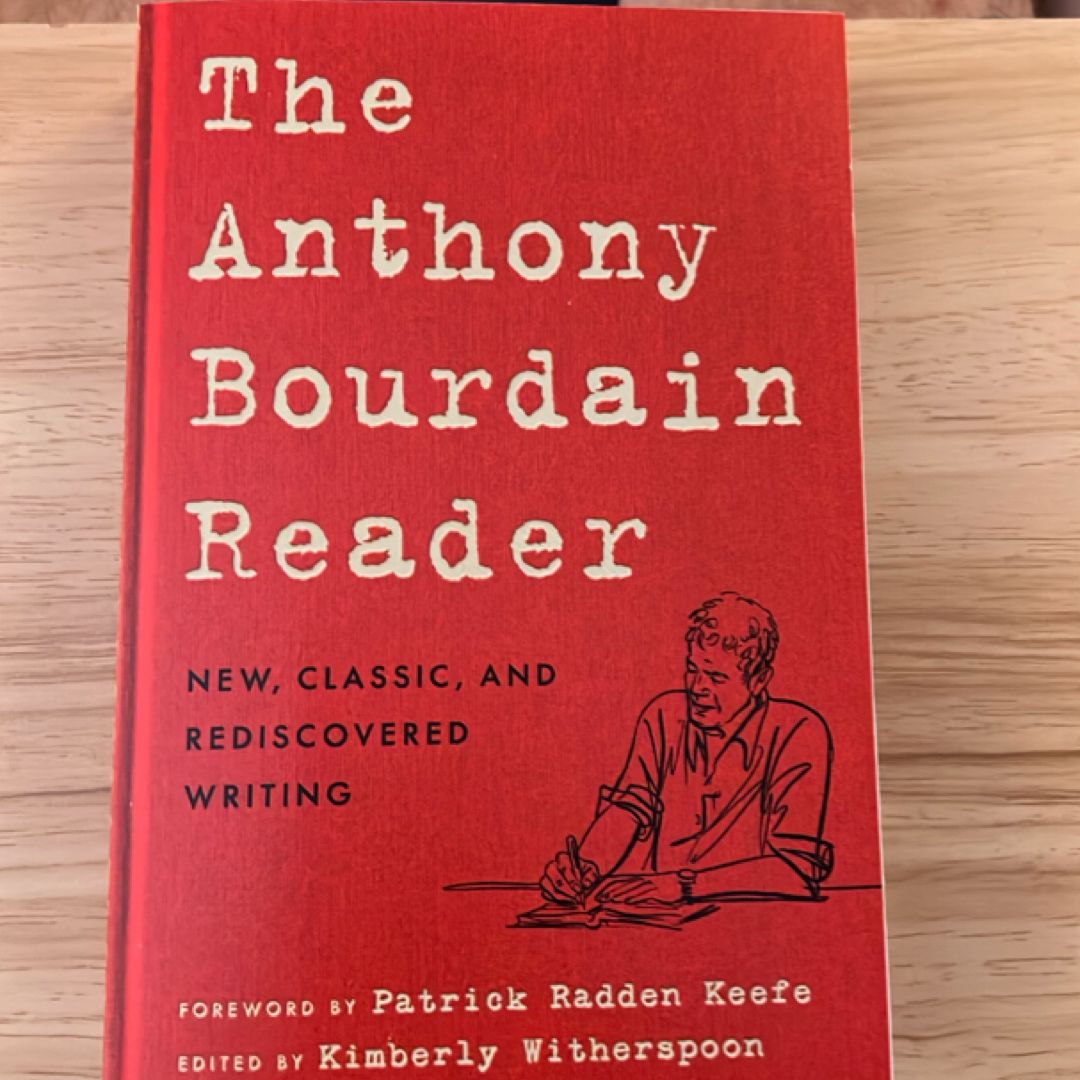 The
Anthony
Bourdain
Reader
NEW, CLASSIC, AND
REDISCOVERED
WRITING
FOREWORD BY Patrick Radden Keefe
EDITED BY Kimberly Witherspoon